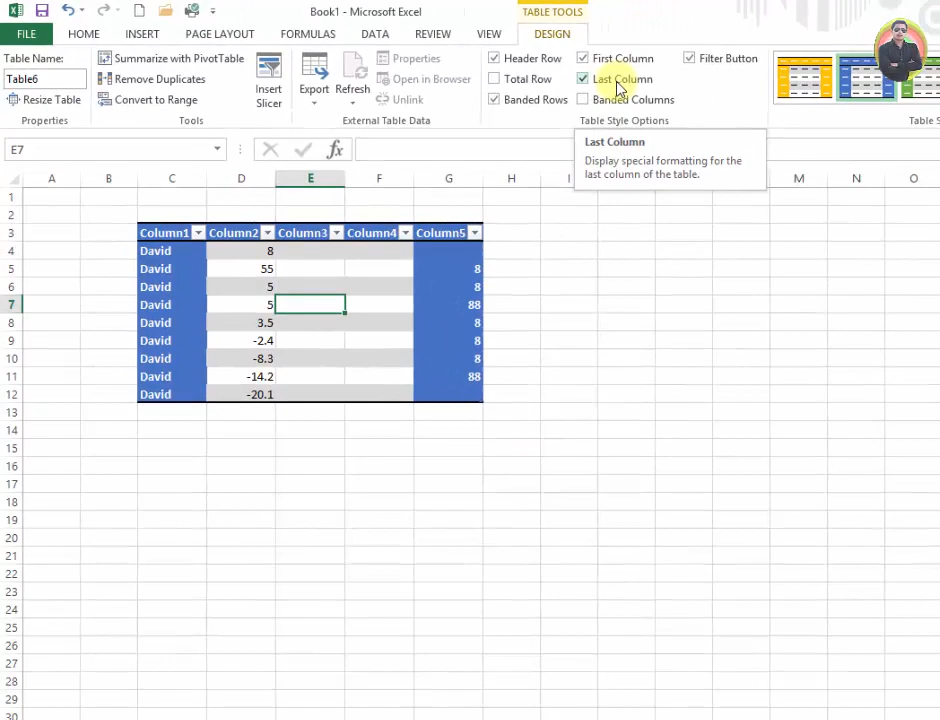 Book1 - Microsoft Excel
TABLE TOOLS
FILE HOME INSERT PAGE LAYOUT FORMULAS DATA REVIEW VIEW DESIGN
Table Name:
Table6
Resize Table
Properties
Summarize with PivotTable
Remove Duplicates
Convert to Range
Tools
Insert
Slicer
Export
Refresh
Properties
Open in Browser
Unlink
External Table Data
Header Row
Total Row
Banded Rows
First Column
Last Column
Banded Columns
Filter Button
Table Style Options
Table S
E7
fx
Last Column
Display special formatting for the
last column of the table.
A B C D E F G H I M N O
1
2
3 Column1 Column2 Column3 Column4 Column5
4 David 8
5 David 55 8
6 David 5 8
7 David 5 88
8 David 3.5 8
9 David -2.4 8
10 David -8.3 8
11 David -14.2 88
12 David -20.1
13
14
15
16
17
18
19
20
21
22
23
24
25
26
27
28
29
30